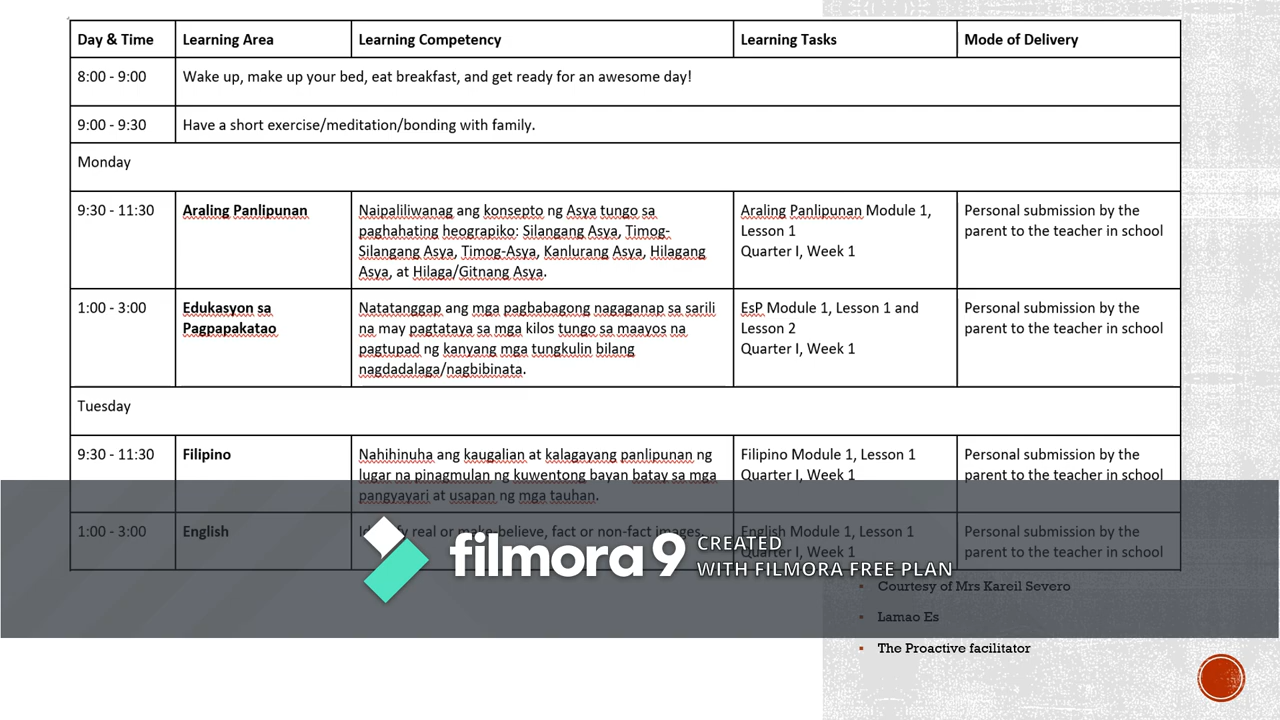 Day & Time Learning Area Learning Competency Learning Tasks Mode of Delivery
8:00 - 9:00 Wake up, make up your bed, eat breakfast, and get ready for an awesome day!
9:00 - 9:30 Have a short exercise/meditation/bonding with family.
Monday
9:30 - 11:30 Araling Panlipunan Naipaliliwanag ang konsepto ng Asya tungo sa Araling Panlipunan Module 1, Personal submission by the
paghahating heograpiko: Silangang Asya, Timog- Lesson 1 parent to the teacher in school
Silangang Asya, Timog-Asya, Kanlurang Asya, Hilagang Quarter I, Week 1
Asya, at Hilaga/Gitnang Asya.
1:00 - 3:00 Edukasyon sa Natatanggap ang mga pagbabagong nagaganap sa sarili EsP Module 1, Lesson 1 and Personal submission by the
Pagpapakatao na may pagtataya sa mga kilos tungo sa maayos na Lesson 2 parent to the teacher in school
pagtupad ng kanyang mga tungkulin bilang Quarter I, Week 1
nagdadalaga/nagbibinata.
Tuesday
9:30 - 11:30 Filipino Nahihinuha ang kaugalian at kalagayang panlipunan ng Filipino Module 1, Lesson 1 Personal submission by the
lugar na pinagmulan ng kuwentong bayan batay sa mga Quarter I, Week 1 parent to the teacher in school
pangyayari at usapan ng mga tauhan.
1:00 - 3:00 English real or make-believe, fact or non-fact images English Module 1, Lesson 1 Personal submission by the
Quarter I, Week 1 parent to the teacher in school
filmora 9 CREATED
WITH FILMORA FREE PLAN
Courtesy of Mrs Kareil Severo
Lamao Es
The Proactive facilitator